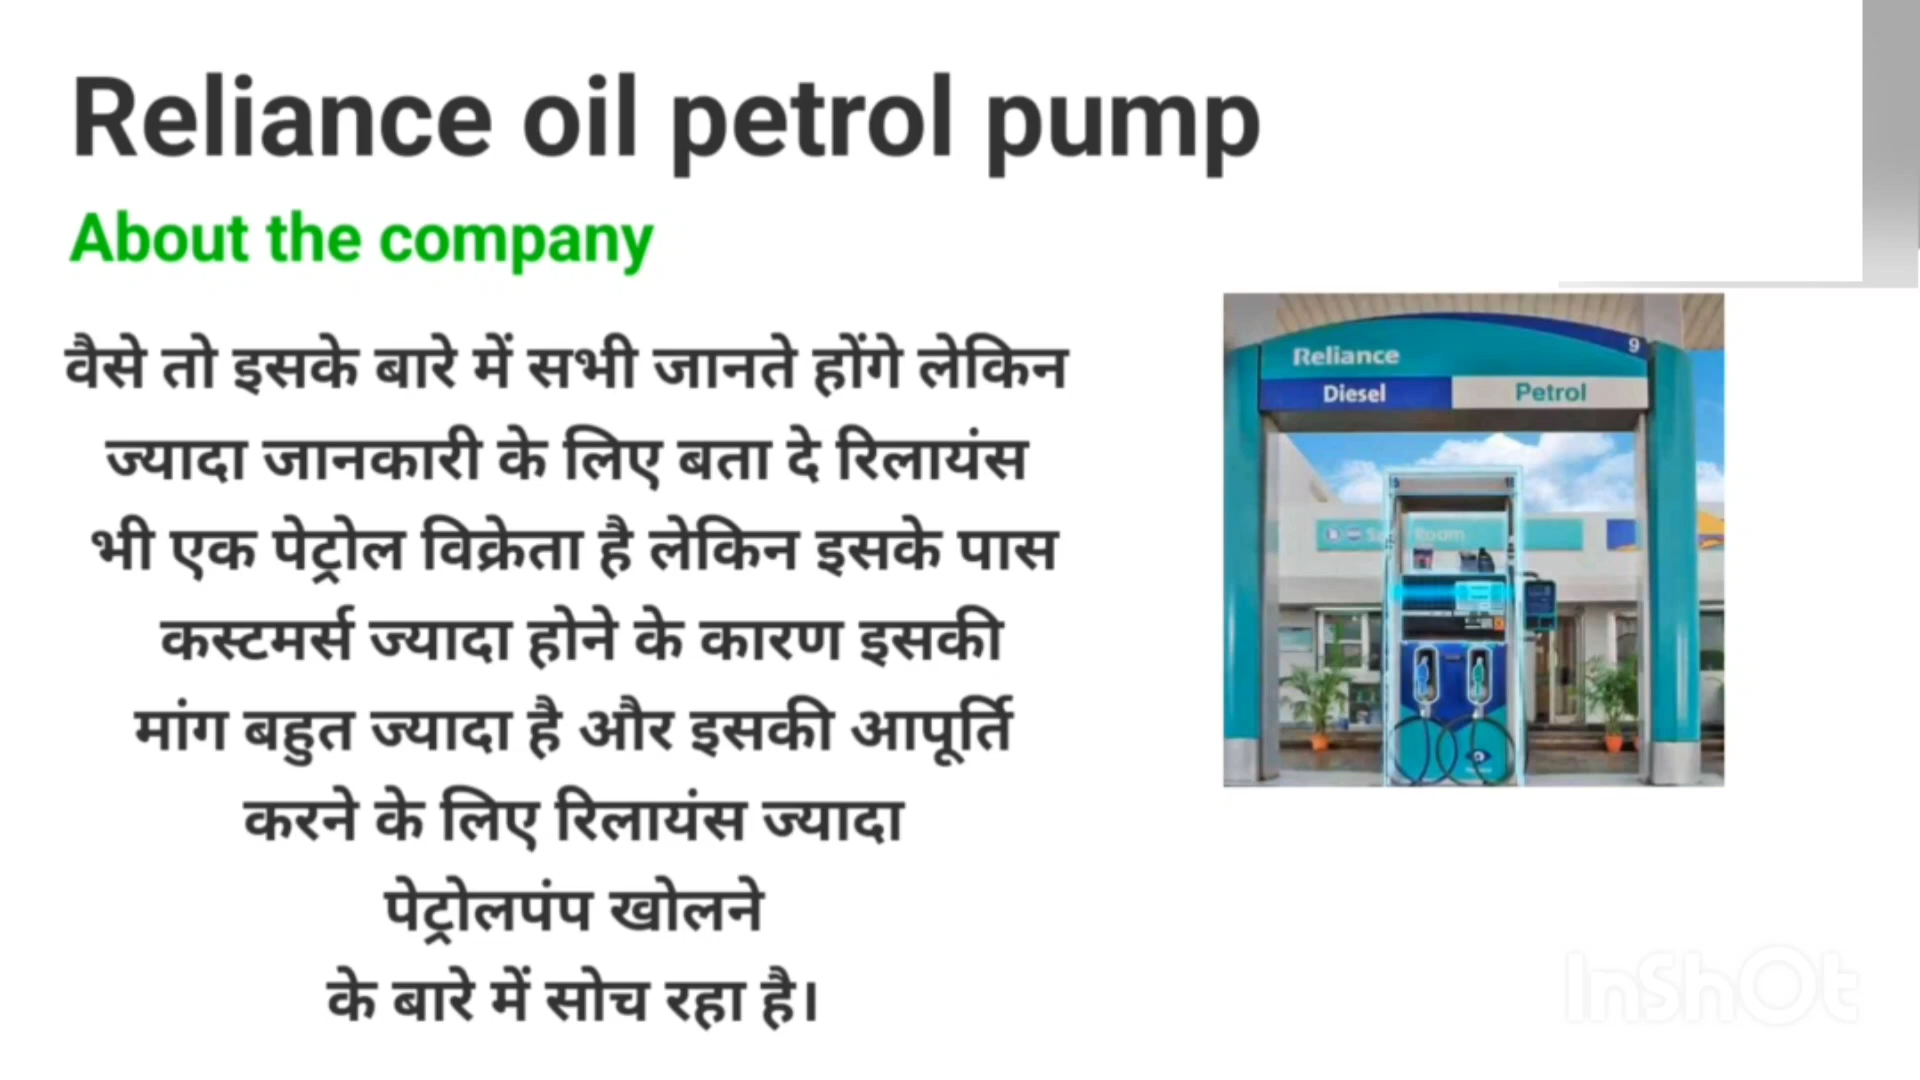 Reliance oil petrol pump
About the company
वैसे तो इसके बारे में सभी जानते होंगे लेकिन
ज्यादा जानकारी के लिए बता दे रिलायंस
भी एक पेट्रोल विक्रेता है लेकिन इसके पास
कस्टमर्स ज्यादा होने के कारण इसकी
मांग बहुत ज्यादा है और इसकी आपूर्ति
करने के लिए रिलायंस ज्यादा
पेट्रोलपंप खोलने
के बारे में सोच रहा है।
Reliance
9
Diesel
Petrol
Room
InShOt